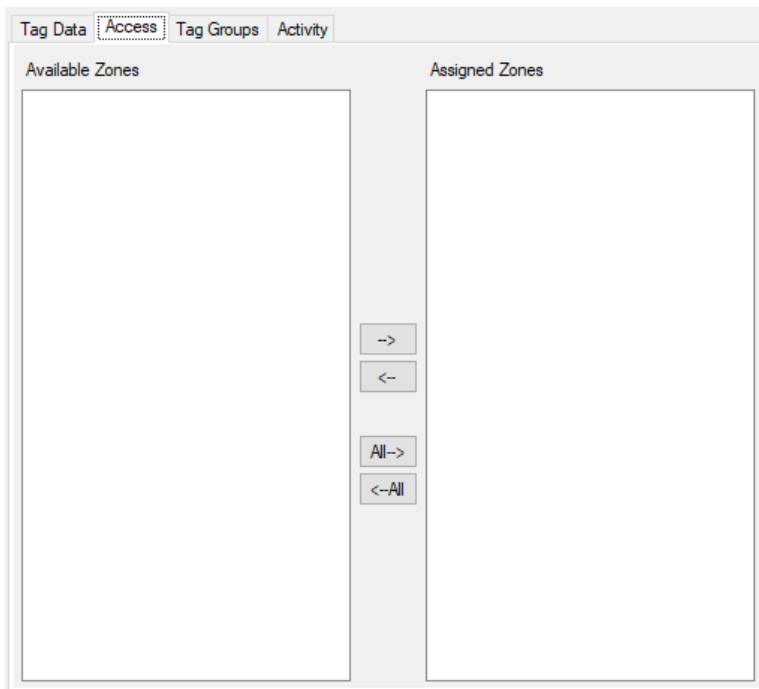 Tag Data Access Tag Groups Activity
Available Zones Assigned Zones
-->
<--
All-->
<--All